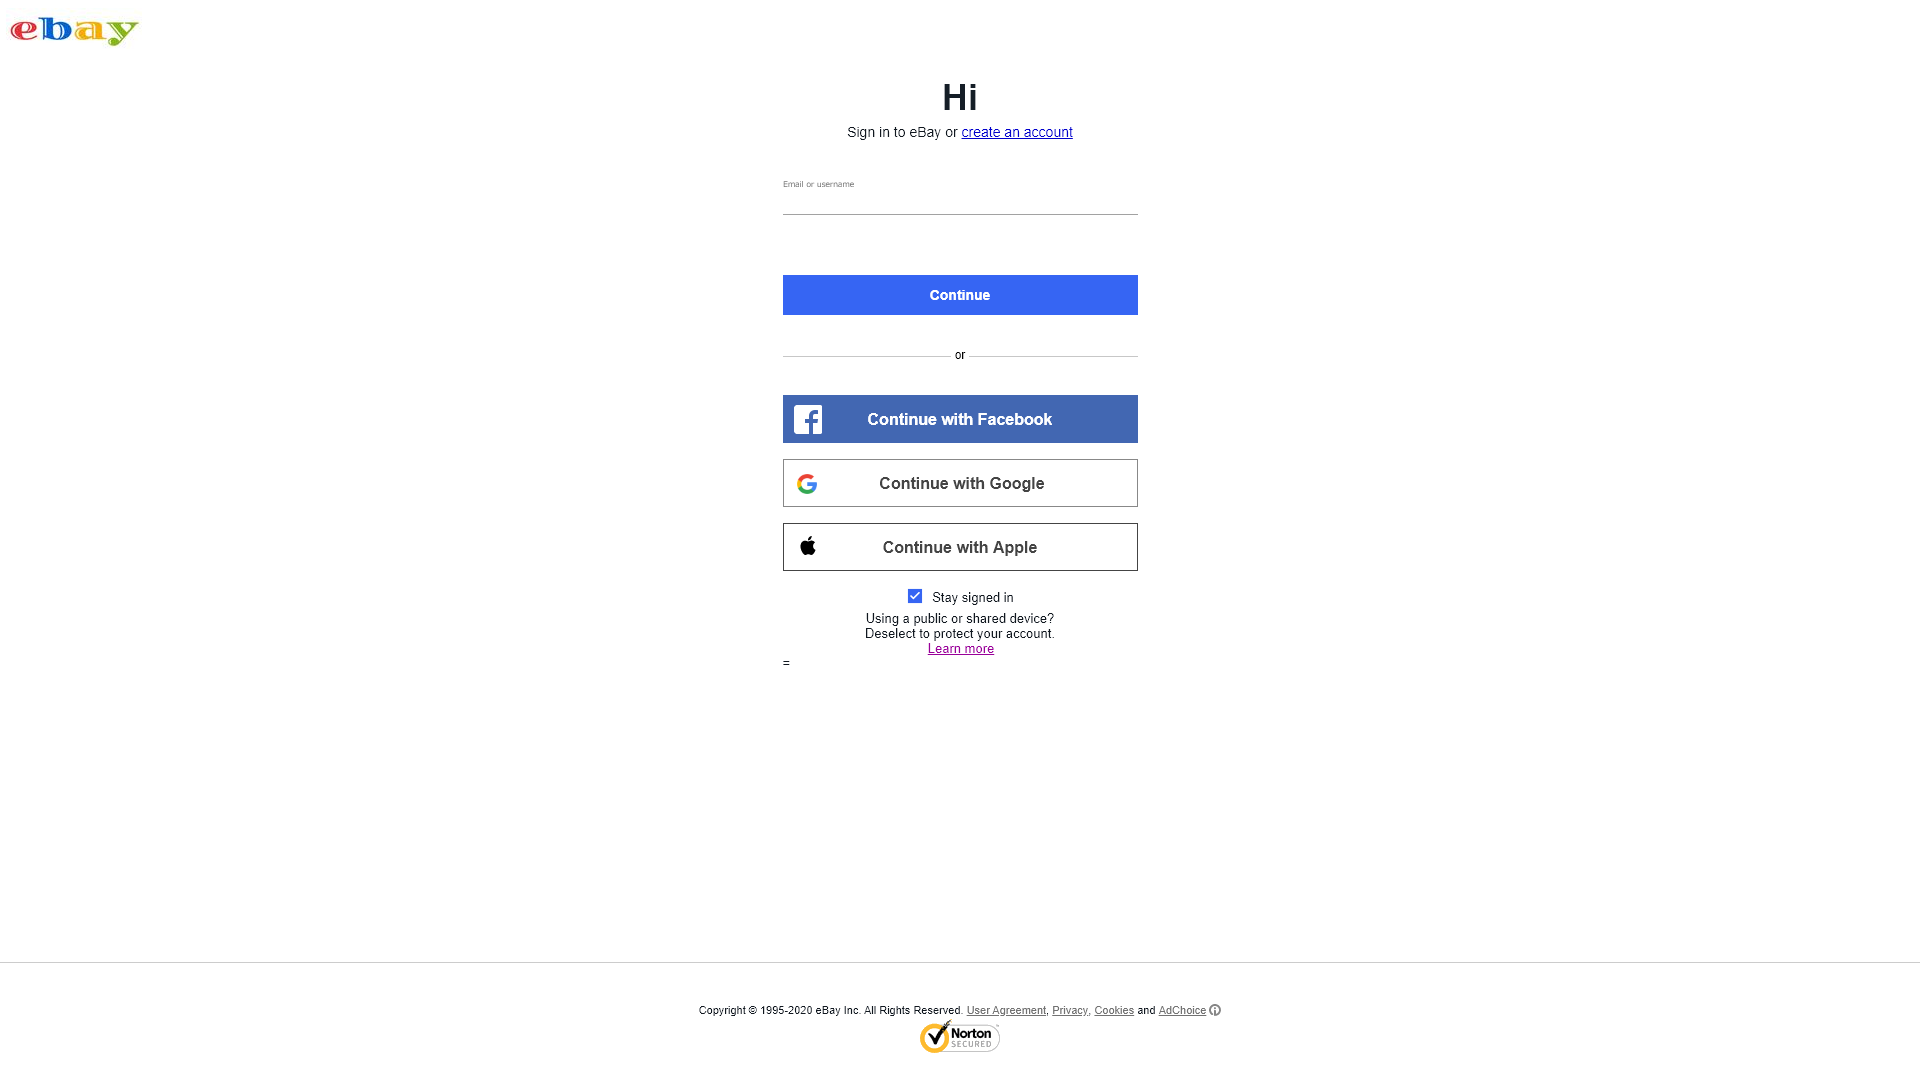 ebay
Hi
Sign in to eBay or create an account
Email or username
Continue
or
Continue with Facebook
Continue with Google
Continue with Apple
Stay signed in
Using a public or shared device?
Deselect to protect your account.
Learn more
=
Copyright © 1995-2020 eBay Inc. All Rights Reserved. User Agreement, Privacy, Cookies and AdChoice
Norton
SECURED